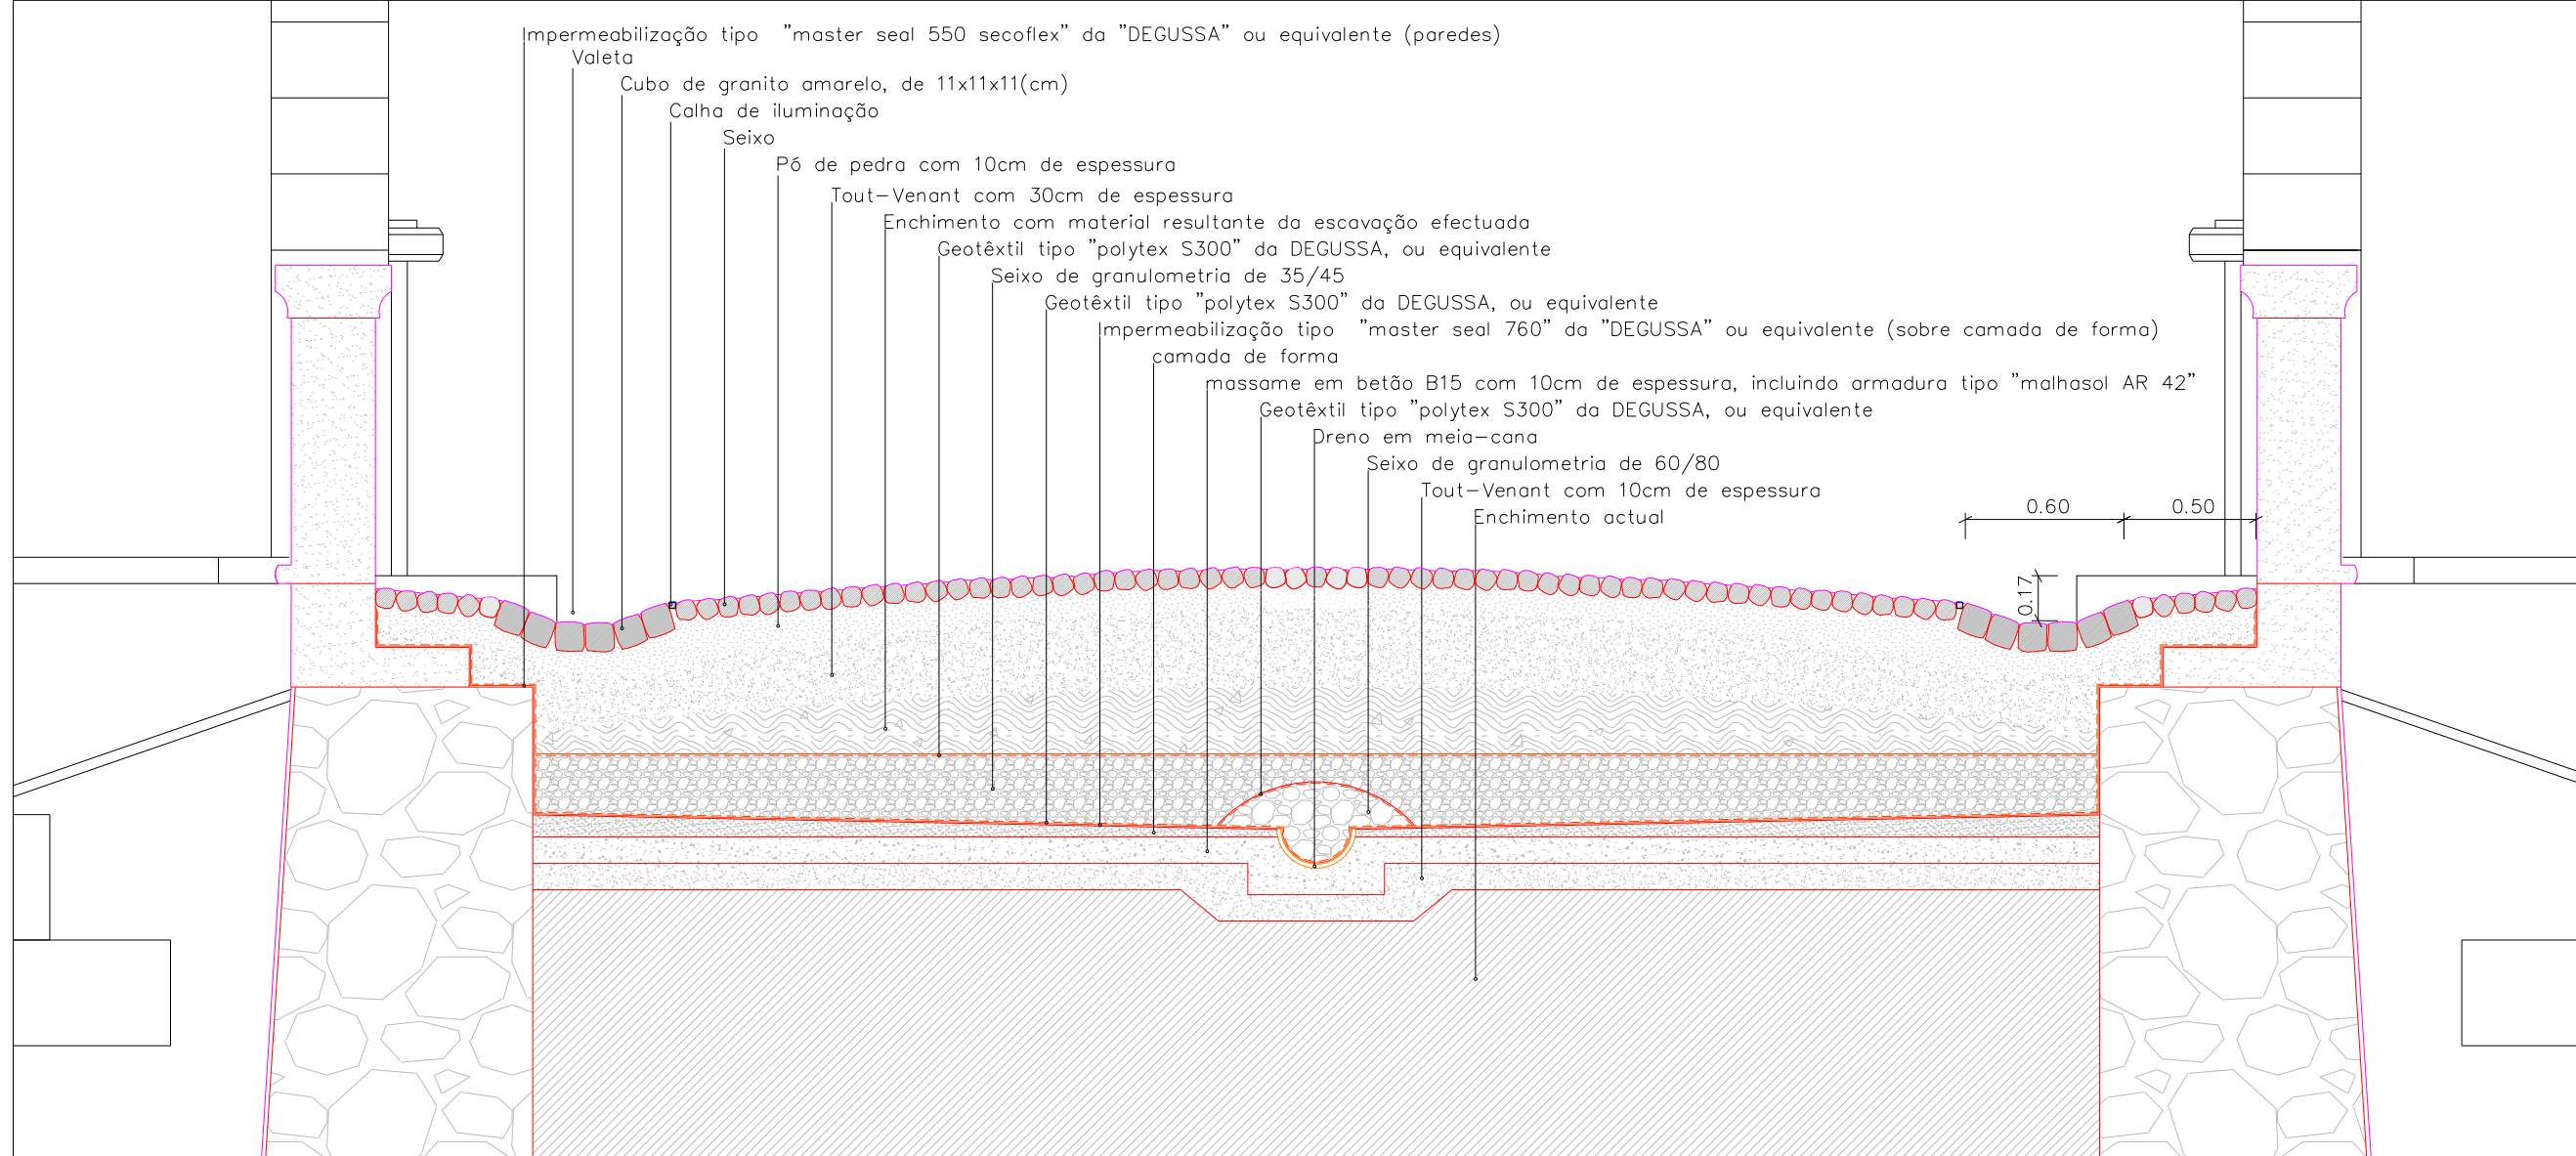 Impermeabilização tipo "master seal 550 secoflex" da "DEGUSSA" ou equivalente (paredes)
Valeta
Cubo de granito amarelo, de 11x11x11(cm)
Calha de iluminação
Seixo
Pó de pedra com 10cm de espessura
Tout-Venant com 30cm de espessura
Enchimento com material resultante da escavação efectuada
Geotêxtil tipo "polytex S300" da DEGUSSA, ou equivalente
Seixo de granulometria de 35/45
Geotêxtil tipo "polytex S300" da DEGUSSA, ou equivalente
Impermeabilização tipo "master seal 760" da "DEGUSSA" ou equivalente (sobre camada de forma)
camada de forma
massame em betão B15 com 10cm de espessura, incluindo armadura tipo "malhasol AR 42"
Geotêxtil tipo "polytex S300" da DEGUSSA, ou equivalente
Dreno em meia-cana
Seixo de granulometria de 60/80
Tout-Venant com 10cm de espessura
Enchimento actual
0.60 0.50
0.17